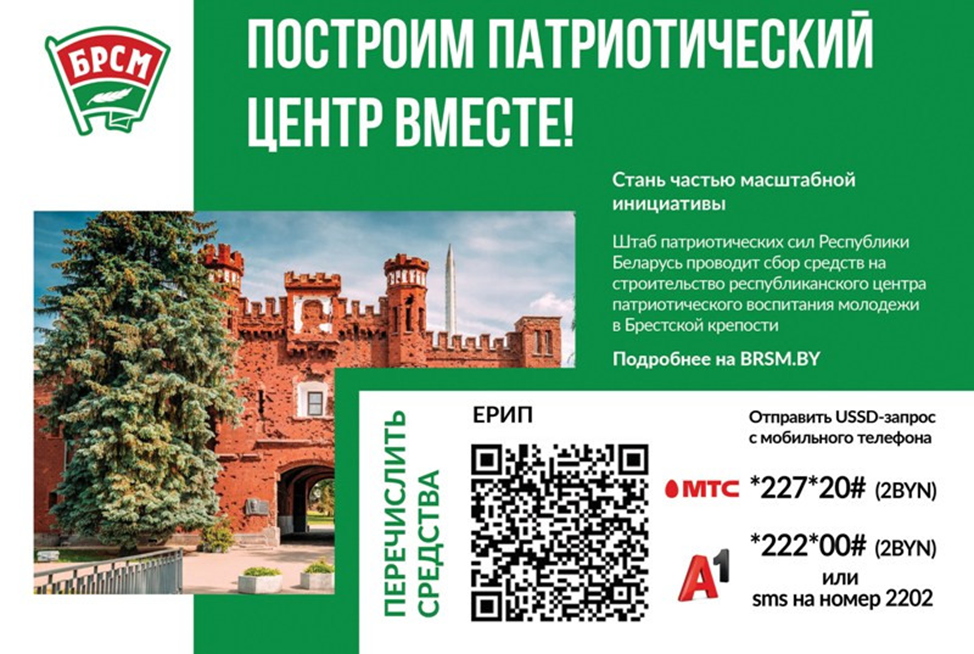 БРСМ
ПОСТРОИМ ПАТРИОТИЧЕСКИЙ
ЦЕНТР ВМЕСТЕ!
Стань частью масштабной
инициативы
Штаб патриотических сил Республики
Беларусь проводит сбор средств на
строительство республиканского центра
патриотического воспитания молодежи
в Брестской крепости
Подробнее на BRSM.BY
ПЕРЕЧИСЛИТЬ
СРЕДСТВА
ЕРИП
Отправить USSD-запрос
с мобильного телефона
МТС *227*20# (2BYN)
A1 *222*00# (2BYN)
или
sms на номер 2202